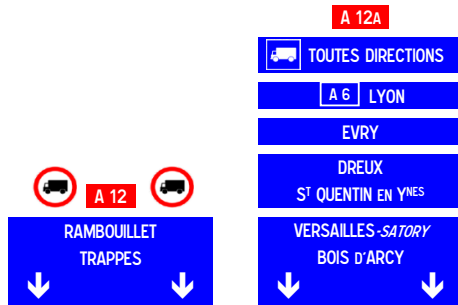 A 12
RAMBOUILLET
TRAPPES
A 12A
TOUTES DIRECTIONS
A 6 LYON
EVRY
DREUX
ST QUENTIN EN YNES
VERSAILLES-SATORY
BOIS D'ARCY